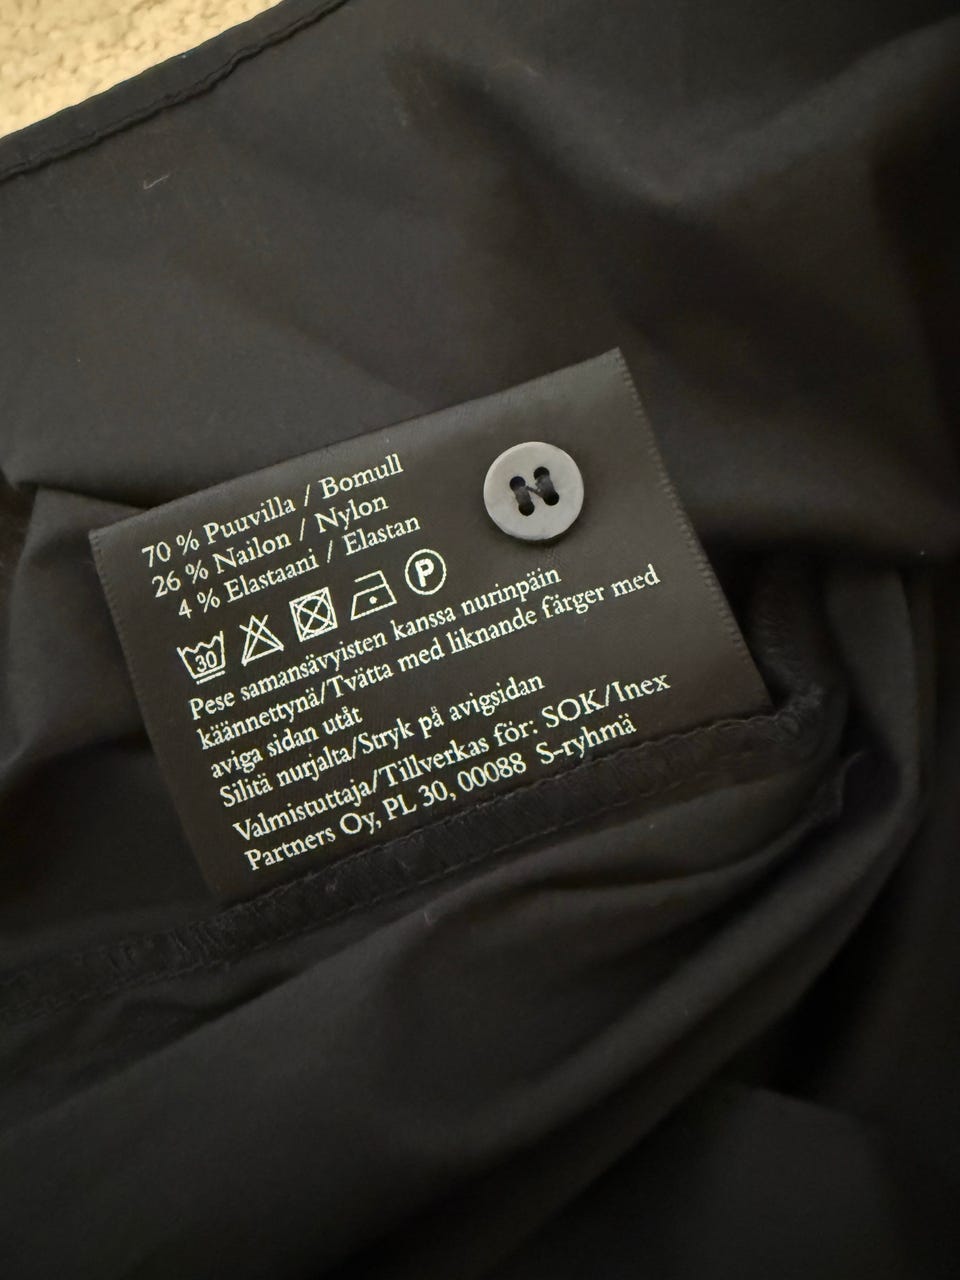 70 % Puuvilla / Bomull
26 % Nailon / Nylon
4 % Elastaani / Elastan
30 P
Pese samansävyisten kanssa nurinpäin
käännettynä/Tvätta med liknande färger med
aviga sidan utåt
Silitä nurjalta/Stryk på avigsidan
Valmistuttaja/Tillverkas för: SOK/Inex
Partners Oy, PL 30, 00088 S-ryhmä